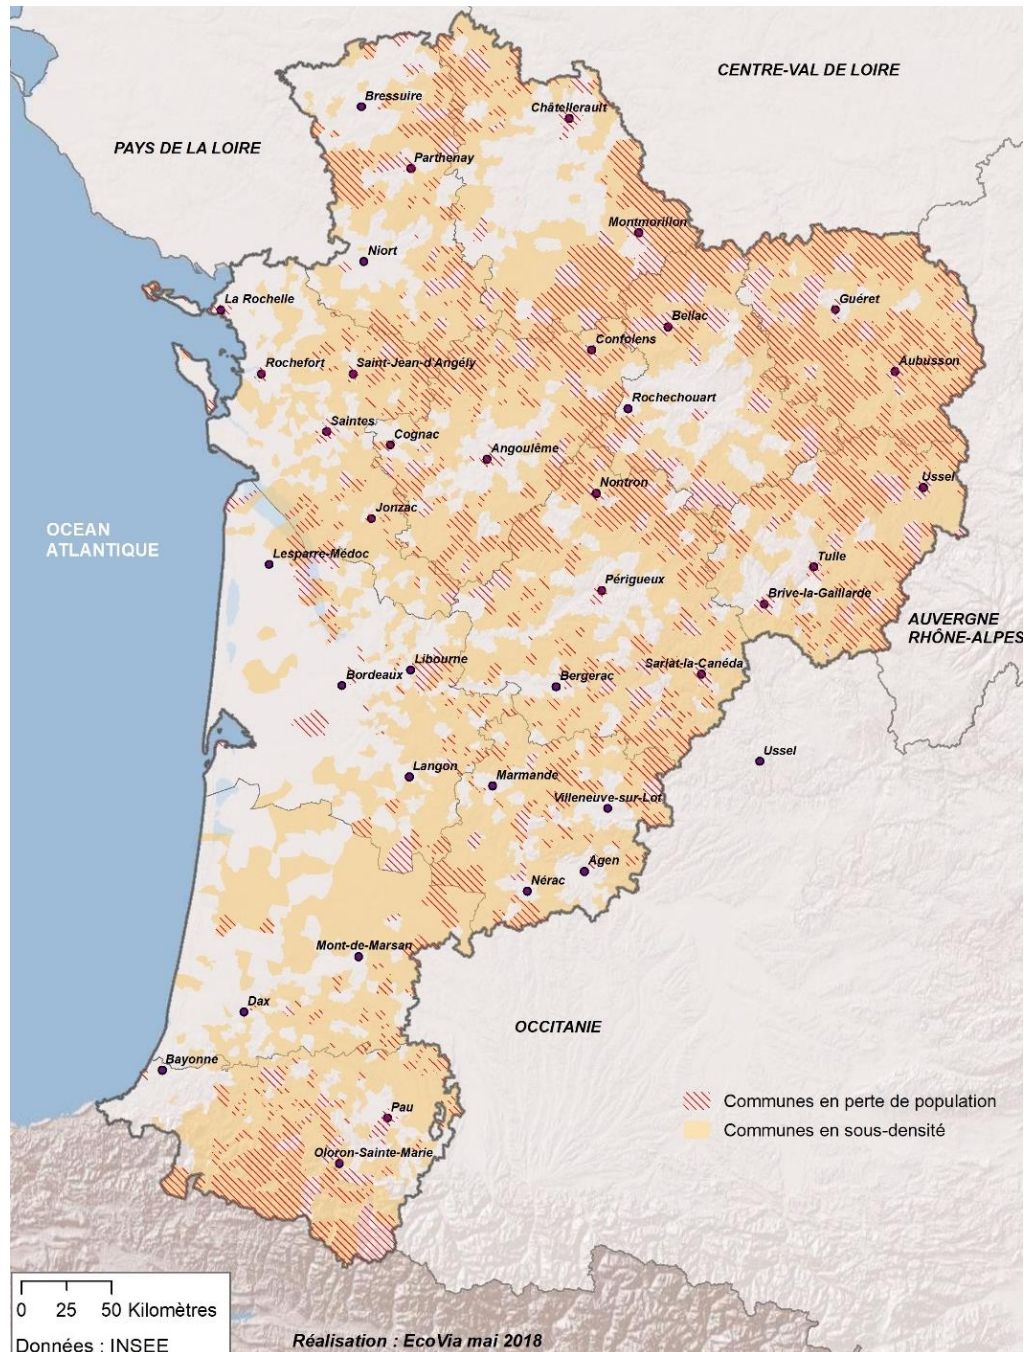 CENTRE-VAL DE LOIRE
Bressuire
Châtellerault
PAYS DE LA LOIRE
Parthenay
Montmorillon
Niort
La Rochelle
Guéret
Bellac
Confolens
Rochefort
Saint-Jean-d'Angély
Aubusson
Rochechouart
Saintes
Cognac
Angoulême
Nontron
Ussel
Jonzac
OCEAN
ATLANTIQUE
Lesparre-Médoc
Tulle
Périgueux
Brive-la-Gaillarde
AUVERGNE
RHÔNE-ALPES
Libourne
Sarlat-la-Canéda
Bordeaux
Bergerac
Ussel
Langon
Marmande
Villeneuve-sur-Lot
Agen
Nérac
Mont-de-Marsan
Dax
OCCITANIE
Bayonne
Communes en perte de population
Pau
Communes en sous-densité
Oloron-Sainte-Marie
0 25 50 Kilomètres
Données : INSEE
Réalisation : EcoVia mai 2018